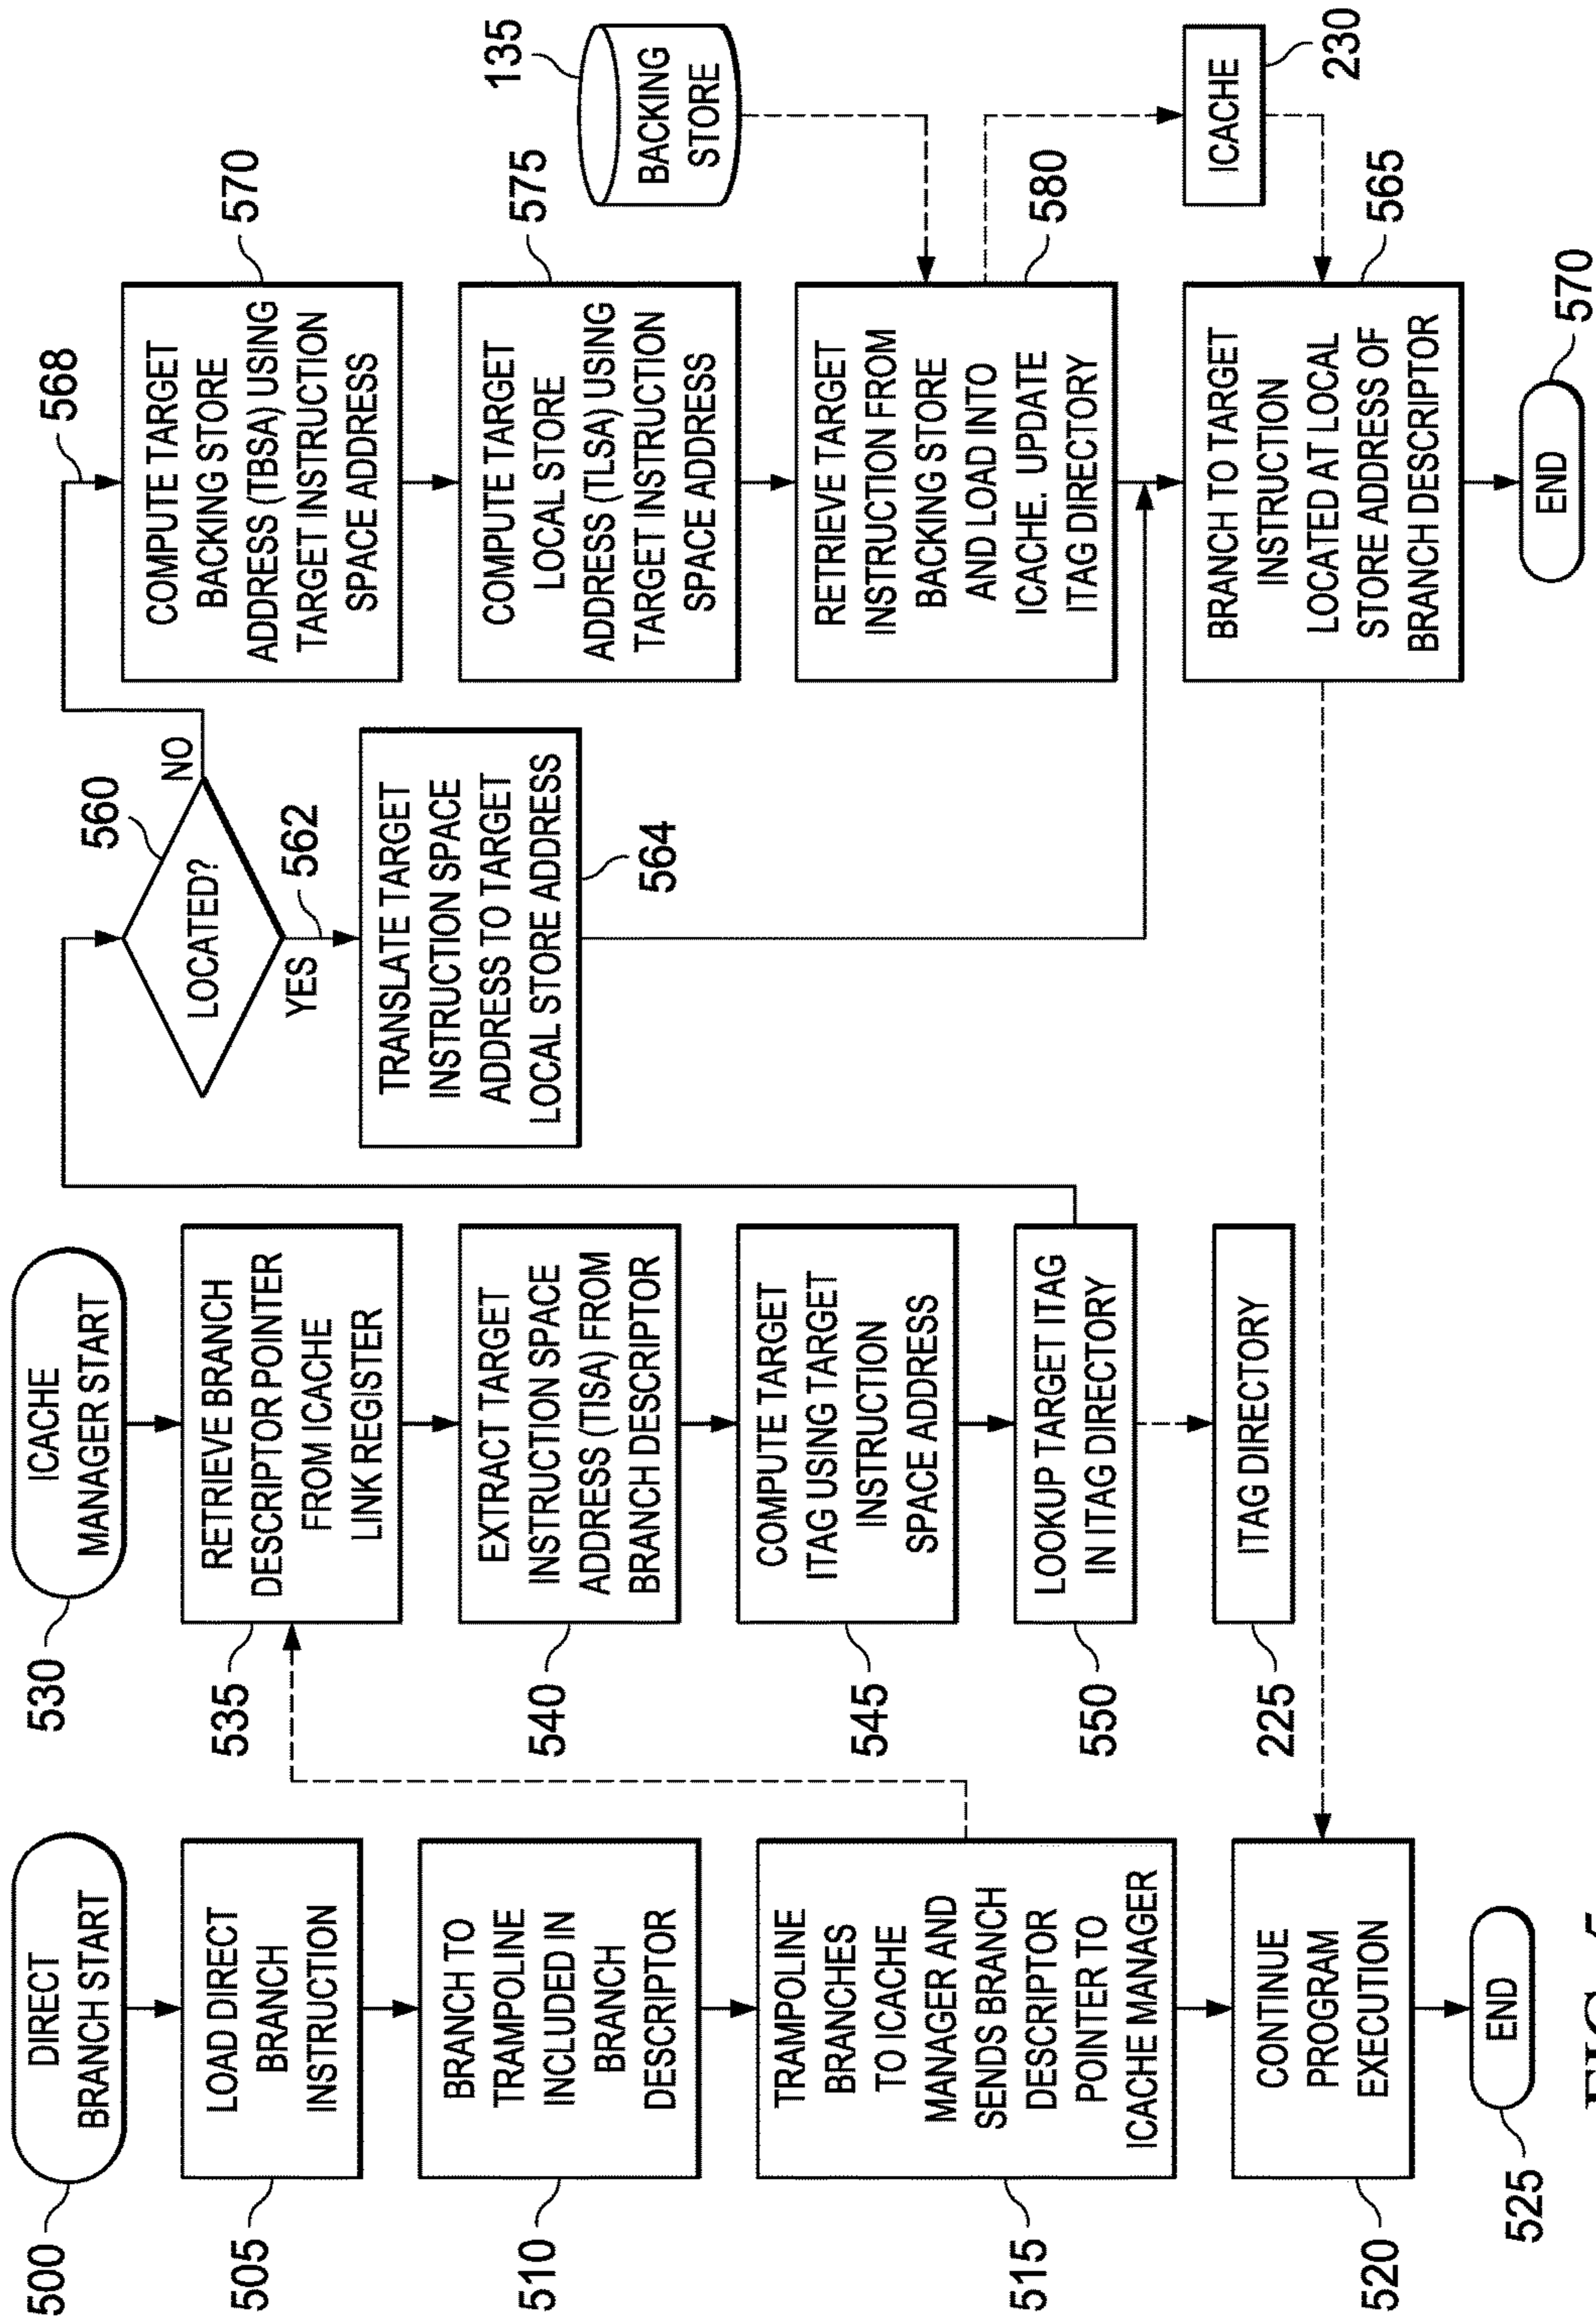 500
DIRECT
BRANCH START
505
LOAD DIRECT
BRANCH
INSTRUCTION
510
BRANCH TO
TRAMPOLINE
INCLUDED IN
BRANCH
DESCRIPTOR
515
TRAMPOLINE
BRANCHES
TO ICACHE
MANAGER AND
SENDS BRANCH
DESCRIPTOR
POINTER TO
ICACHE MANAGER
520
CONTINUE
PROGRAM
EXECUTION
END
525
530
ICACHE
MANAGER START
535
RETRIEVE BRANCH
DESCRIPTOR POINTER
FROM ICACHE
LINK REGISTER
540
EXTRACT TARGET
INSTRUCTION SPACE
ADDRESS (TISA) FROM
BRANCH DESCRIPTOR
545
COMPUTE TARGET
ITAG USING TARGET
INSTRUCTION
SPACE ADDRESS
550
LOOKUP TARGET ITAG
IN ITAG DIRECTORY
225
ITAG DIRECTORY
560
LOCATED?
NO
YES
562
TRANSLATE TARGET
INSTRUCTION SPACE
ADDRESS TO TARGET
LOCAL STORE ADDRESS
564
568
570
COMPUTE TARGET
BACKING STORE
ADDRESS (TBSA) USING
TARGET INSTRUCTION
SPACE ADDRESS
575
COMPUTE TARGET
LOCAL STORE
ADDRESS (TLSA) USING
TARGET INSTRUCTION
SPACE ADDRESS
135
BACKING
STORE
580
RETRIEVE TARGET
INSTRUCTION FROM
BACKING STORE
AND LOAD INTO
ICACHE. UPDATE
ITAG DIRECTORY
ICACHE
230
565
BRANCH TO TARGET
INSTRUCTION
LOCATED AT LOCAL
STORE ADDRESS OF
BRANCH DESCRIPTOR
END
570